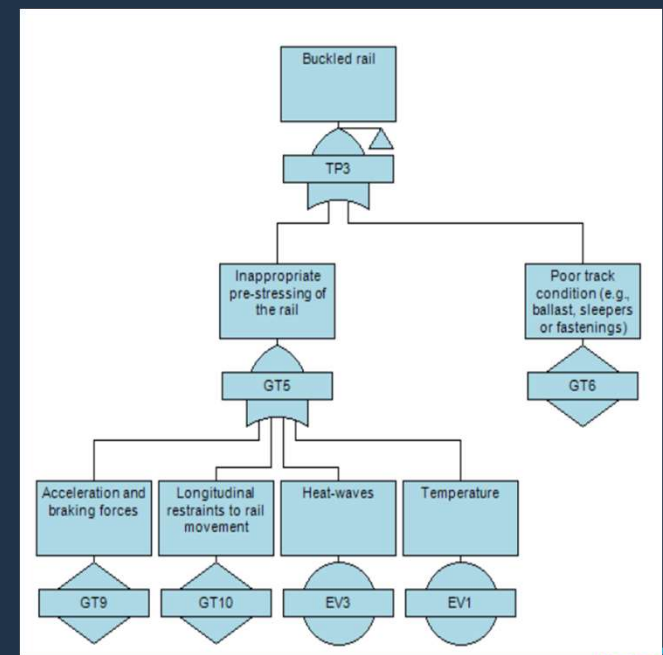 Buckled rail
TP3
Inappropriate
pre-stressing of
the rail
Poor track
condition (e.g.,
ballast, sleepers
or fastenings)
GT5
GT6
Acceleration and
braking forces
Longitudinal
restraints to rail
movement
Heat-waves
Temperature
GT9
GT10
EV3
EV1